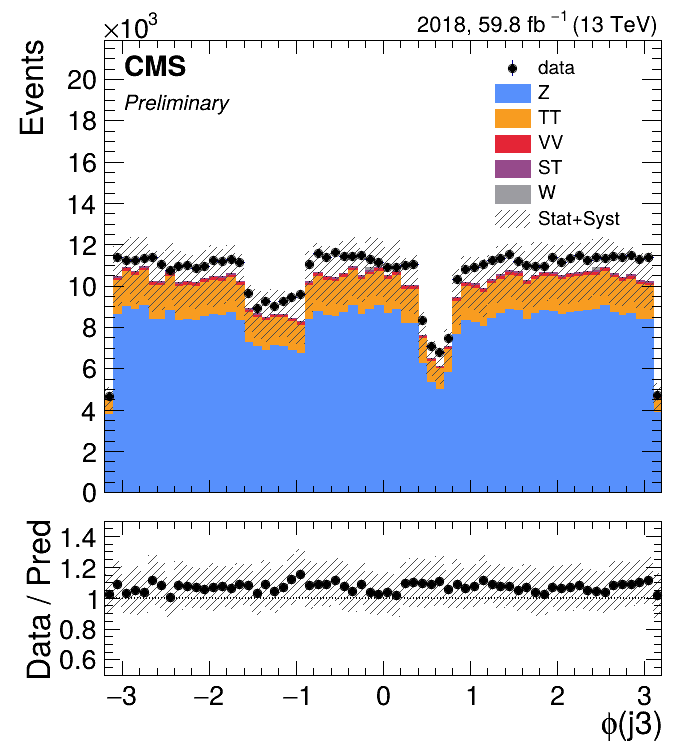 ×10³
2018, 59.8 fb⁻¹ (13 TeV)
Events
CMS
Preliminary
data
Z
TT
VV
ST
W
Stat+Syst
20
18
16
14
12
10
8
6
4
2
0
Data / Pred
1.4
1.2
1
0.8
0.6
−3 −2 −1 0 1 2 3
ϕ(j3)